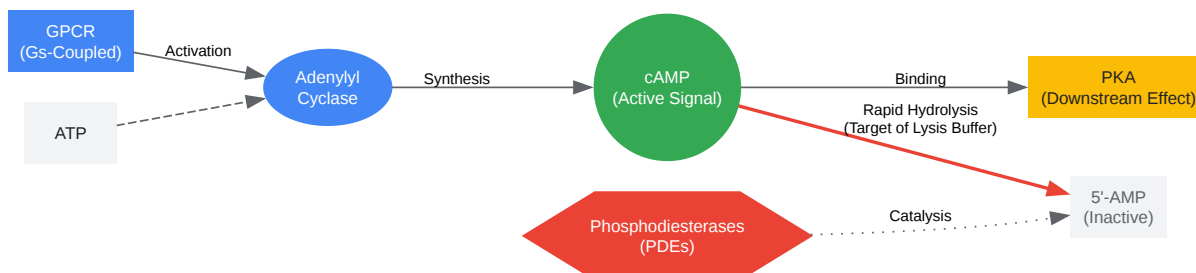 GPCR
(Gs-Coupled)
Activation
ATP
Adenylyl
Cyclase
Synthesis
cAMP
(Active Signal)
Binding
PKA
(Downstream Effect)
Rapid Hydrolysis
(Target of Lysis Buffer)
Phosphodiesterases
(PDEs)
Catalysis
5'-AMP
(Inactive)